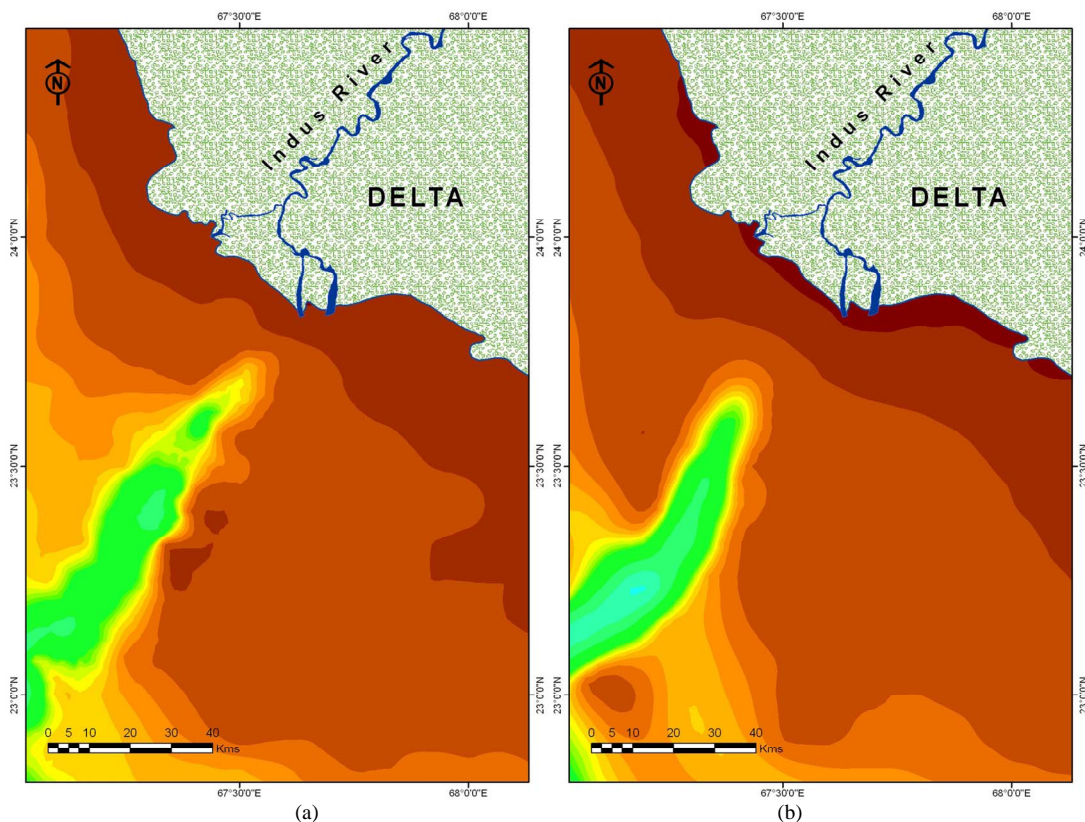 67°30'0"E 68°0'0"E 67°30'0"E 68°0'0"E
N
Indus River
DELTA
24°0'0"N
23°30'0"N
23°0'0"N
0 5 10 20 30 40
Kms
67°30'0"E 68°0'0"E
(a)
N
Indus River
DELTA
24°0'0"N 24°0'0"N
23°30'0"N 23°30'0"N
23°0'0"N 23°0'0"N
0 5 10 20 30 40
Kms
67°30'0"E 68°0'0"E
(b)